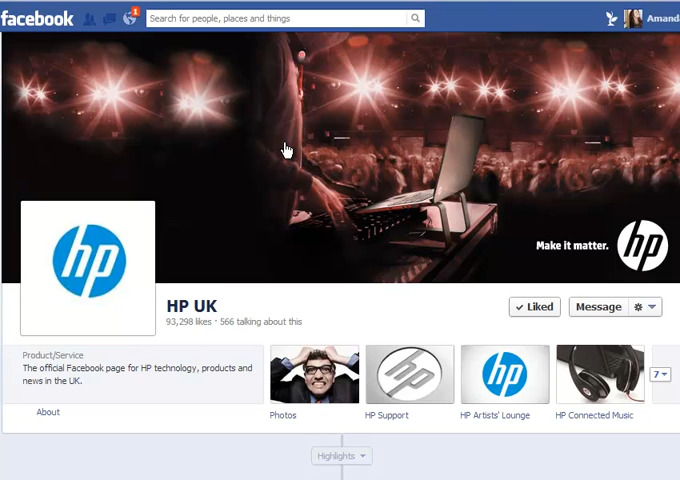 facebook
1
Search for people, places and things
Amand
Make it matter.
hp
hp
HP UK
93,298 likes · 566 talking about this
Liked
Message
Product/Service
The official Facebook page for HP technology, products and
news in the UK.
About
hp
hp
7
Photos
HP Support
HP Artists' Lounge
HP Connected Music
Highlights